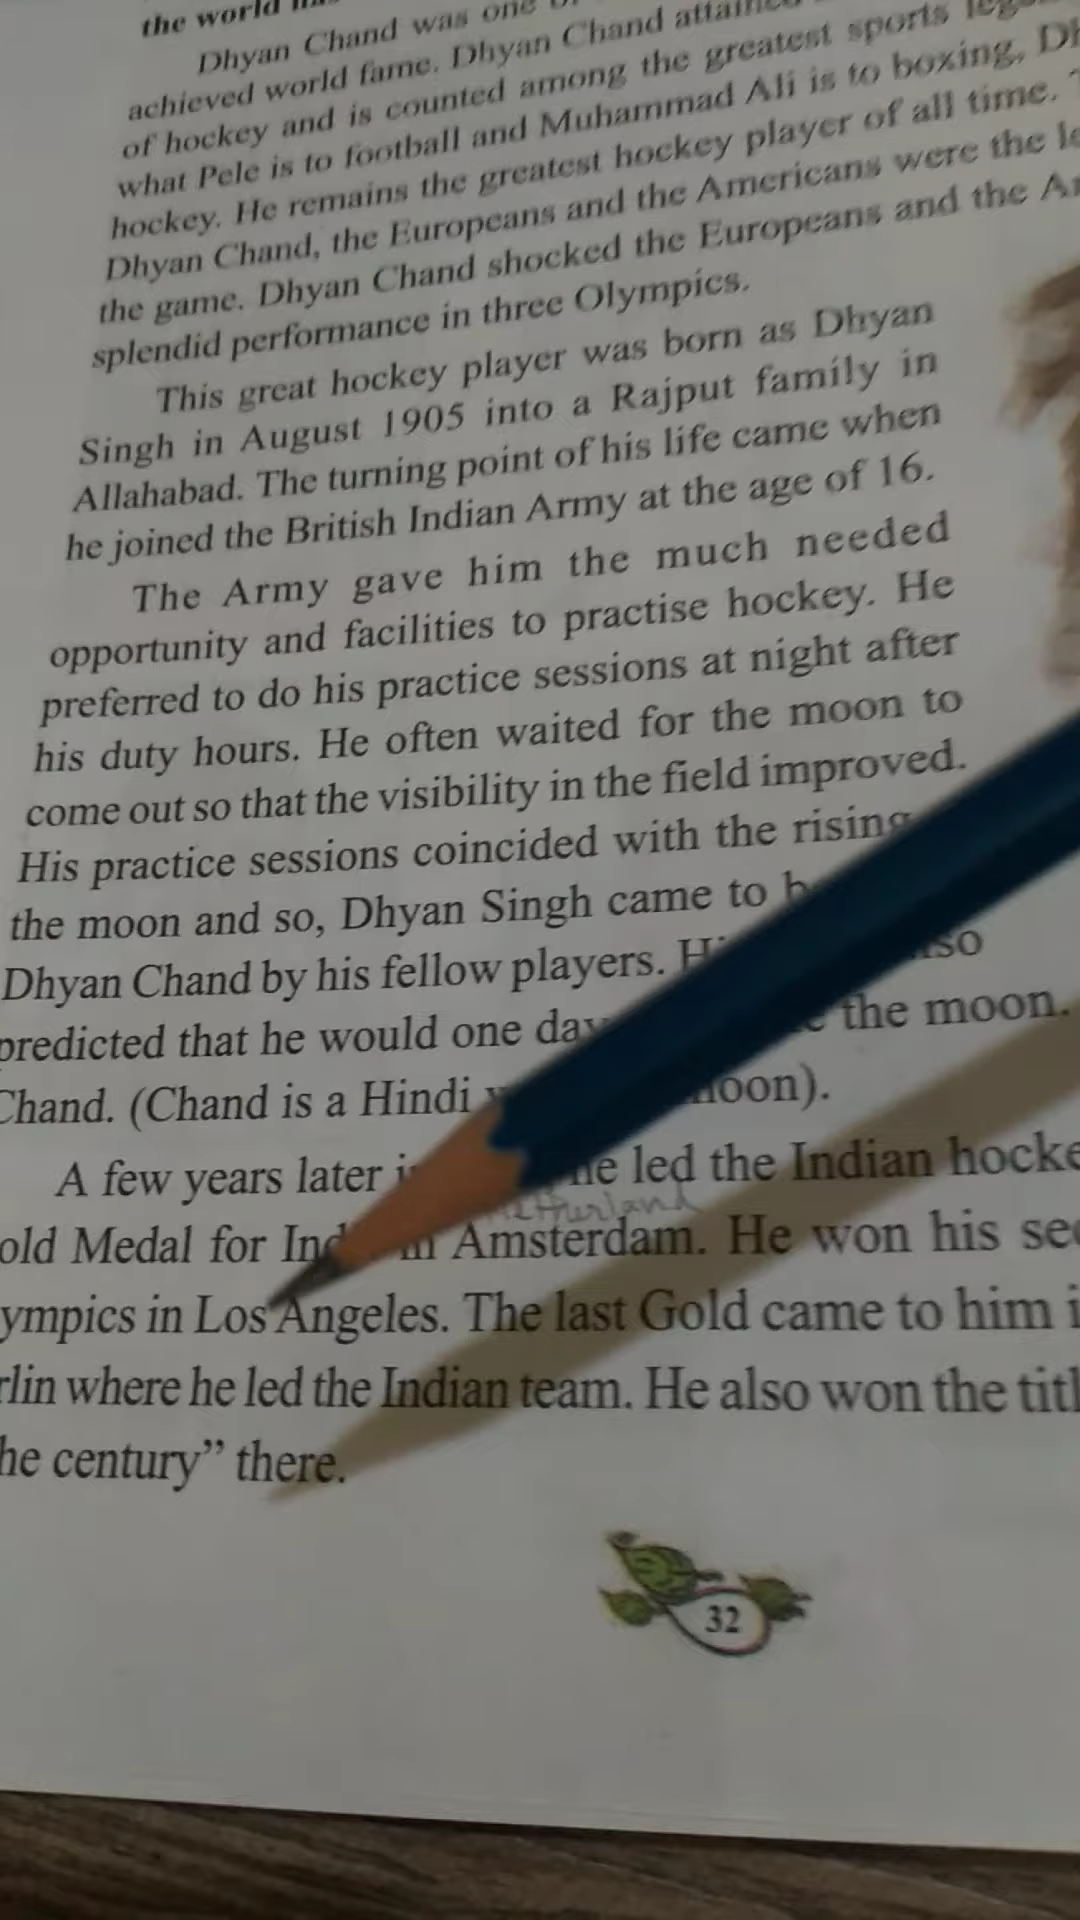 the world
Dhyan Chand was one
achieved world fame. Dhyan Chand
of hockey and is counted among the greatest sports
what Pele is to football and Muhammad Ali is to boxing,
hockey. He remains the greatest hockey player of all time.
Dhyan Chand, the Europeans and the Americans were the
the game. Dhyan Chand shocked the Europeans and the
splendid performance in three Olympics.
This great hockey player was born as Dhyan
Singh in August 1905 into a Rajput family in
Allahabad. The turning point of his life came when
he joined the British Indian Army at the age of 16.
The Army gave him the much needed
opportunity and facilities to practise hockey. He
preferred to do his practice sessions at night after
his duty hours. He often waited for the moon to
come out so that the visibility in the field improved.
His practice sessions coincided with the rising
the moon and so, Dhyan Singh came to
Dhyan Chand by his fellow players.
predicted that he would one day the moon.
Chand. (Chand is a Hindi moon).
A few years later he led the Indian
old Medal for in Amsterdam. He won his
ympics in Los Angeles. The last Gold came to him
rlin where he led the Indian team. He also won the
he century” there.
32